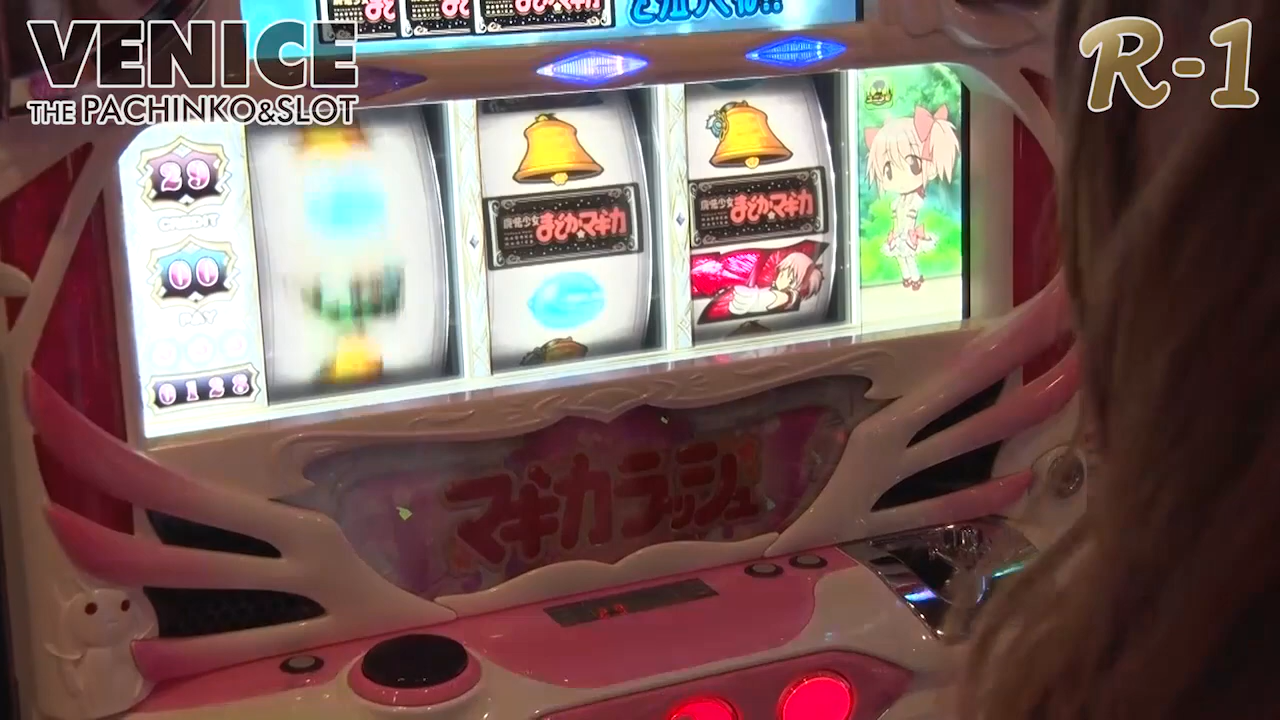 VENICE
THE PACHINKO&SLOT
R-1
29
CREDIT
00
PAY
0128
魔法少女
まどか☆マギカ
魔法少女
まどか☆マギカ
マギカラッシュ